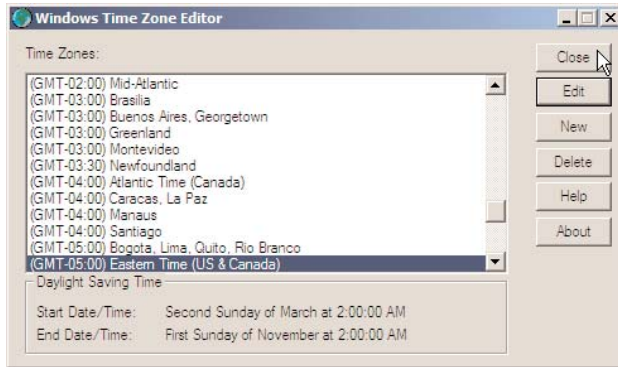 Windows Time Zone Editor
Time Zones:
(GMT-02:00) Mid-Atlantic
(GMT-03:00) Brasilia
(GMT-03:00) Buenos Aires, Georgetown
(GMT-03:00) Greenland
(GMT-03:00) Montevideo
(GMT-03:30) Newfoundland
(GMT-04:00) Atlantic Time (Canada)
(GMT-04:00) Caracas, La Paz
(GMT-04:00) Manaus
(GMT-04:00) Santiago
(GMT-05:00) Bogota, Lima, Quito, Rio Branco
(GMT-05:00) Eastern Time (US & Canada)
Close
Edit
New
Delete
Help
About
Daylight Saving Time
Start Date/Time: Second Sunday of March at 2:00:00 AM
End Date/Time: First Sunday of November at 2:00:00 AM